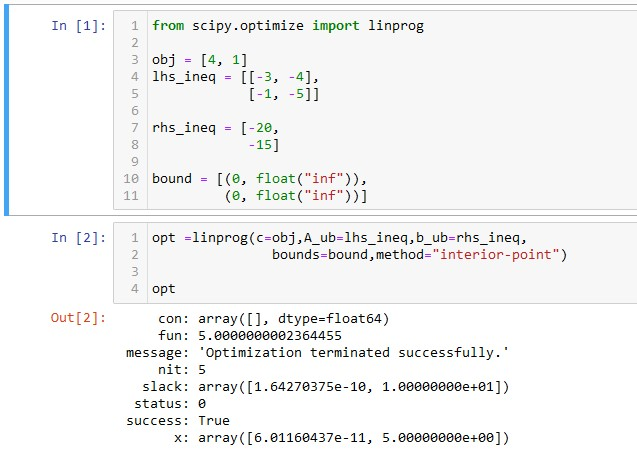 In [1]:
1 from scipy.optimize import linprog
2
3 obj = [4, 1]
4 lhs_ineq = [[-3, -4],
5             [-1, -5]]
6
7 rhs_ineq = [-20,
8             -15]
9
10 bound = [(0, float("inf")),
11          (0, float("inf"))]
In [2]:
1 opt =linprog(c=obj,A_ub=lhs_ineq,b_ub=rhs_ineq,
2               bounds=bound,method="interior-point")
3
4 opt
Out[2]:
con: array([], dtype=float64)
fun: 5.0000000002364455
message: 'Optimization terminated successfully.'
nit: 5
slack: array([1.64270375e-10, 1.00000000e+01])
status: 0
success: True
x: array([6.01160437e-11, 5.00000000e+00])